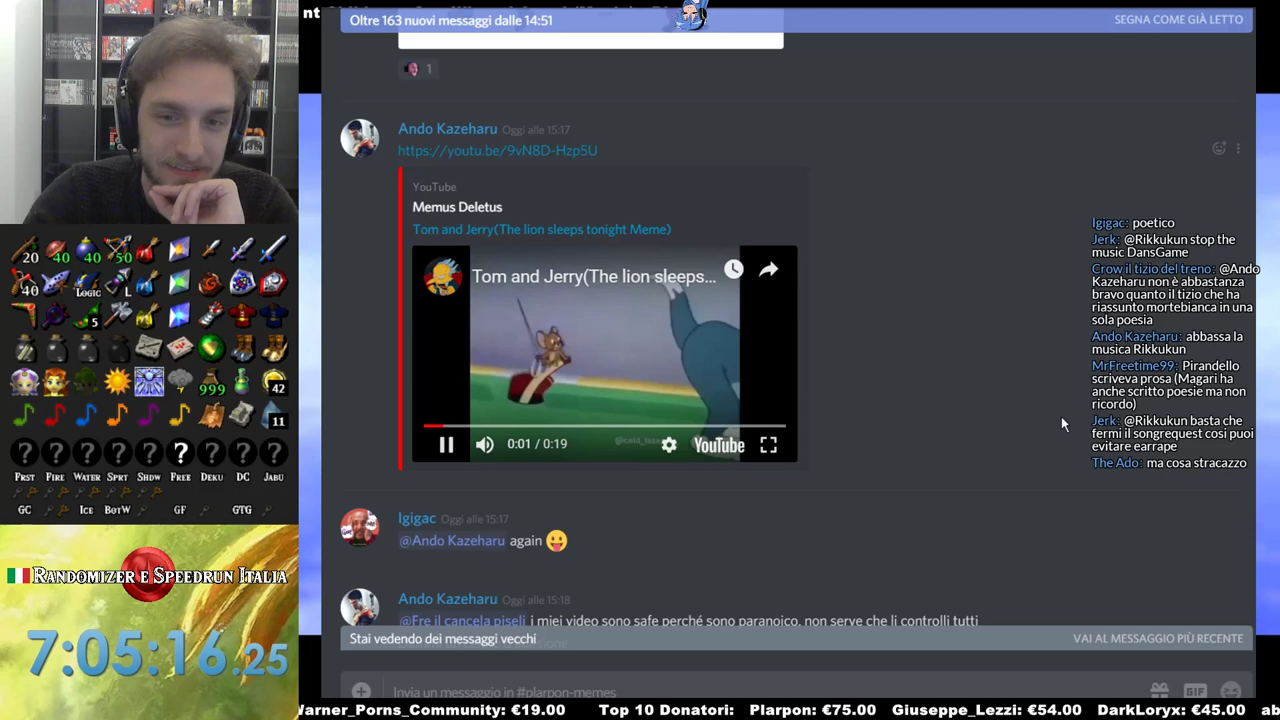 Oltre 163 nuovi messaggi dalle 14:51
SEGNA COME GIÀ LETTO
1
Ando Kazeharu Oggi alle 15:17
https://youtu.be/9vN8D-Hzp5U
YouTube
Memus Deletus
Tom and Jerry(The lion sleeps tonight Meme)
Tom and Jerry(The lion sleeps...
0:01 / 0:19
YouTube
Igigac Oggi alle 15:17
@Ando Kazeharu again
Ando Kazeharu Oggi alle 15:18
@Fre il cancela piseli i miei video sono safe perché sono paranoico, non serve che li controlli tutti
Stai vedendo dei messaggi vecchi
VAI AL MESSAGGIO PIÙ RECENTE
Invia un messaggio in #plarpon-memes
GIF
Igigac: poetico
Jerk: @Rikkukun stop the
music DansGame
Crow il tizio del treno: @Ando
Kazeharu non è abbastanza
bravo quanto il tizio che ha
riassunto mortebianca in una
sola poesia
Ando Kazeharu: abbassa la
musica Rikkukun
MrFreetime99: Pirandello
scriveva prosa (Magari ha
anche scritto poesie ma non
ricordo)
Jerk: @Rikkukun basta che
fermi il songrequest cosi puoi
evitare earrape
The Ado: ma cosa stracazzo
20 40 40 50
40 LOGIC L
5
999 42
11
? ? ? ? ? ? ? ? ?
FRST FIRE WATER SPRT SHDW FREE DEKU DC JABU
GC ICE BOTW GF GTG
RANDOMIZER E SPEEDRUN ITALIA
7:05:16.25
Warner_Porns_Community: €19.00 Top 10 Donatori: Plarpon: €75.00 Giuseppe_Lezzi: €54.00 DarkLoryx: €45.00 ab